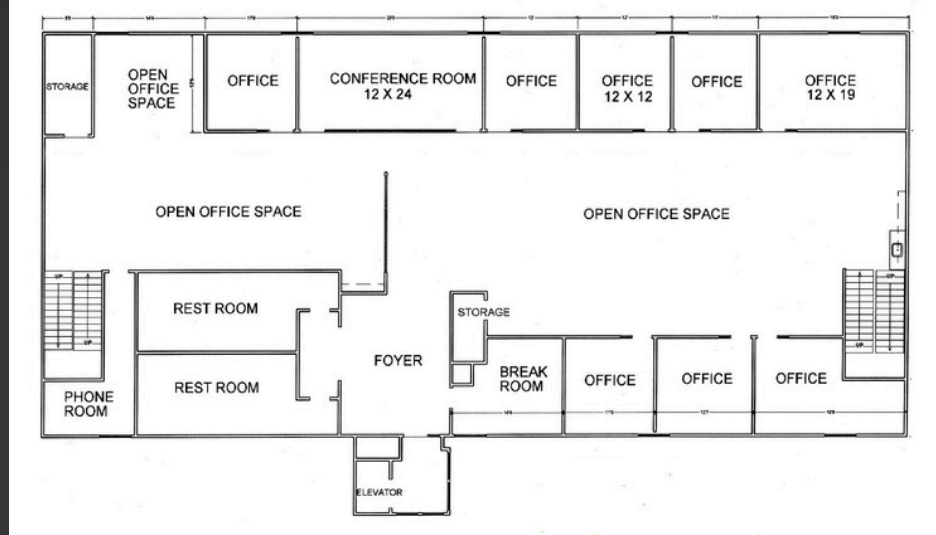 STORAGE
OPEN
OFFICE
SPACE
OFFICE
CONFERENCE ROOM
12 X 24
OFFICE
OFFICE
12 X 12
OFFICE
OFFICE
12 X 19
OPEN OFFICE SPACE
OPEN OFFICE SPACE
UP
UP
UP
UP
REST ROOM
STORAGE
FOYER
REST ROOM
PHONE
ROOM
BREAK
ROOM
OFFICE
OFFICE
OFFICE
ELEVATOR